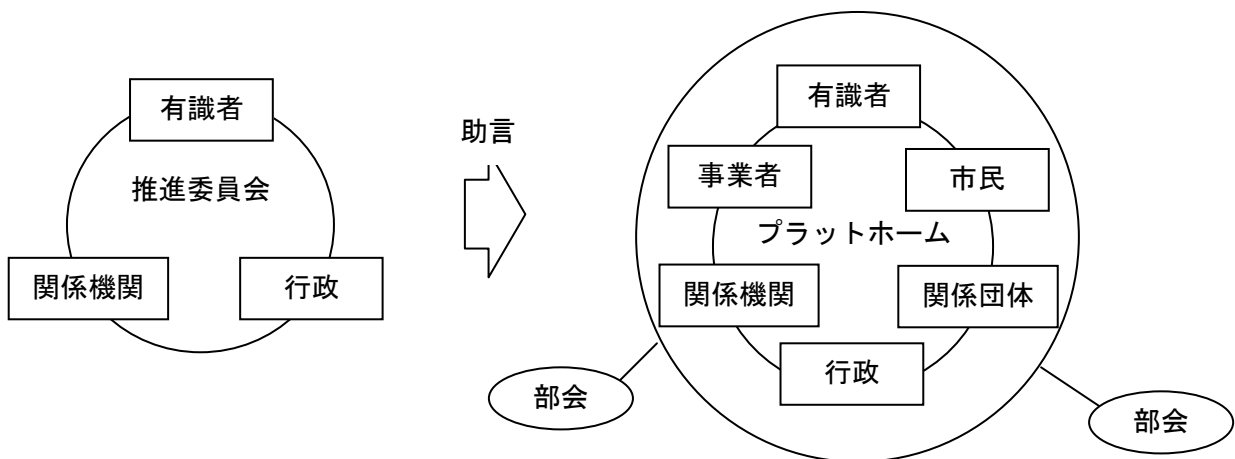 有識者
推進委員会
関係機関
行政
助言
有識者
事業者
市民
プラットホーム
関係機関
関係団体
行政
部会
部会